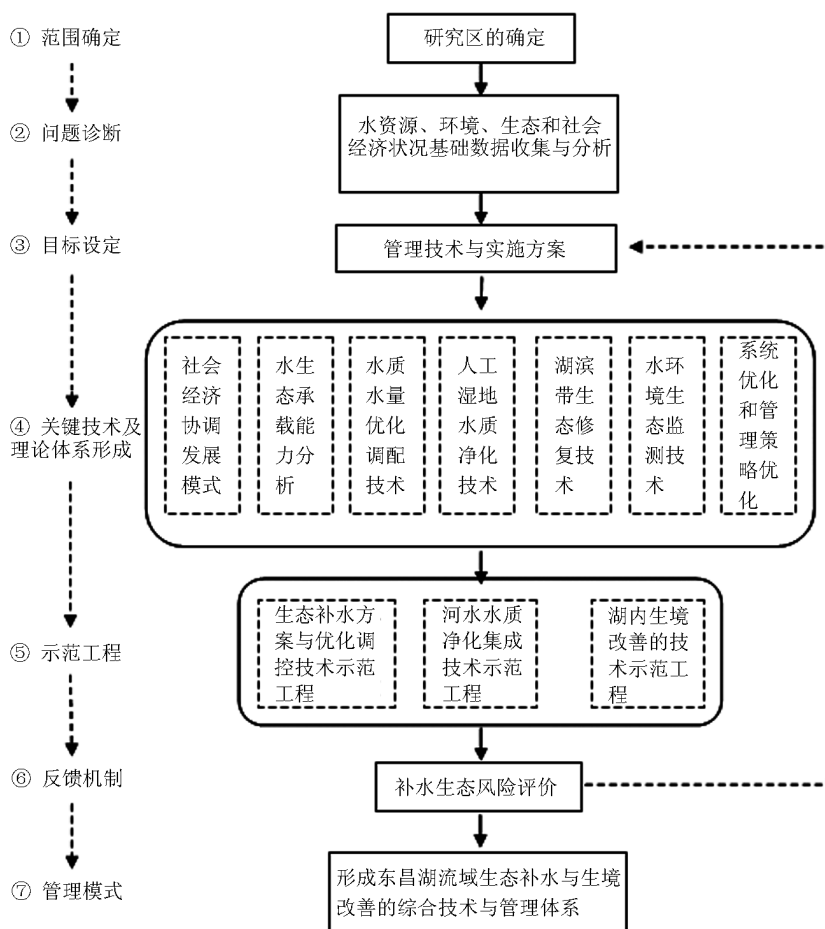 ① 范围确定
研究区的确定
② 问题诊断
水资源、环境、生态和社会
经济状况基础数据收集与分析
③ 目标设定
管理技术与实施方案
④ 关键技术及
理论体系形成
社会
经济
协调
发展
模式
水生
态承
载能
力分
析
水质
水量
优化
调配
技术
人工
湿地
水质
净化
技术
湖滨
带生
态修
复技
术
水环
境生
态监
测技
术
系统
优化
和管
理策
略优
化
⑤ 示范工程
生态补水方
案与优化调
控技术示范
工程
河水水质
净化集成
技术示范
工程
湖内生境
改善的技
术示范工
程
⑥ 反馈机制
补水生态风险评价
⑦ 管理模式
形成东昌湖流域生态补水与生境
改善的综合技术与管理体系